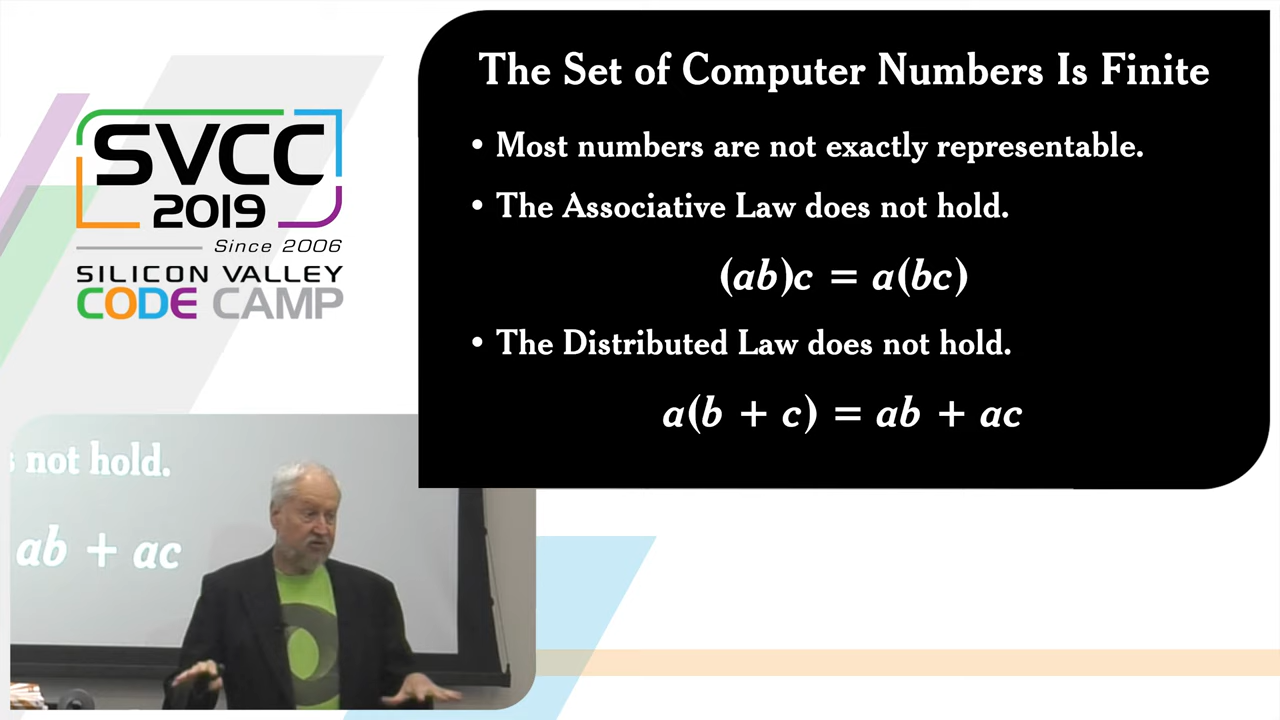 SVCC
2019
Since 2006
SILICON VALLEY
CODE CAMP
The Set of Computer Numbers Is Finite
• Most numbers are not exactly representable.
• The Associative Law does not hold.
(ab)c = a(bc)
• The Distributed Law does not hold.
a(b + c) = ab + ac
not hold.
ab + ac